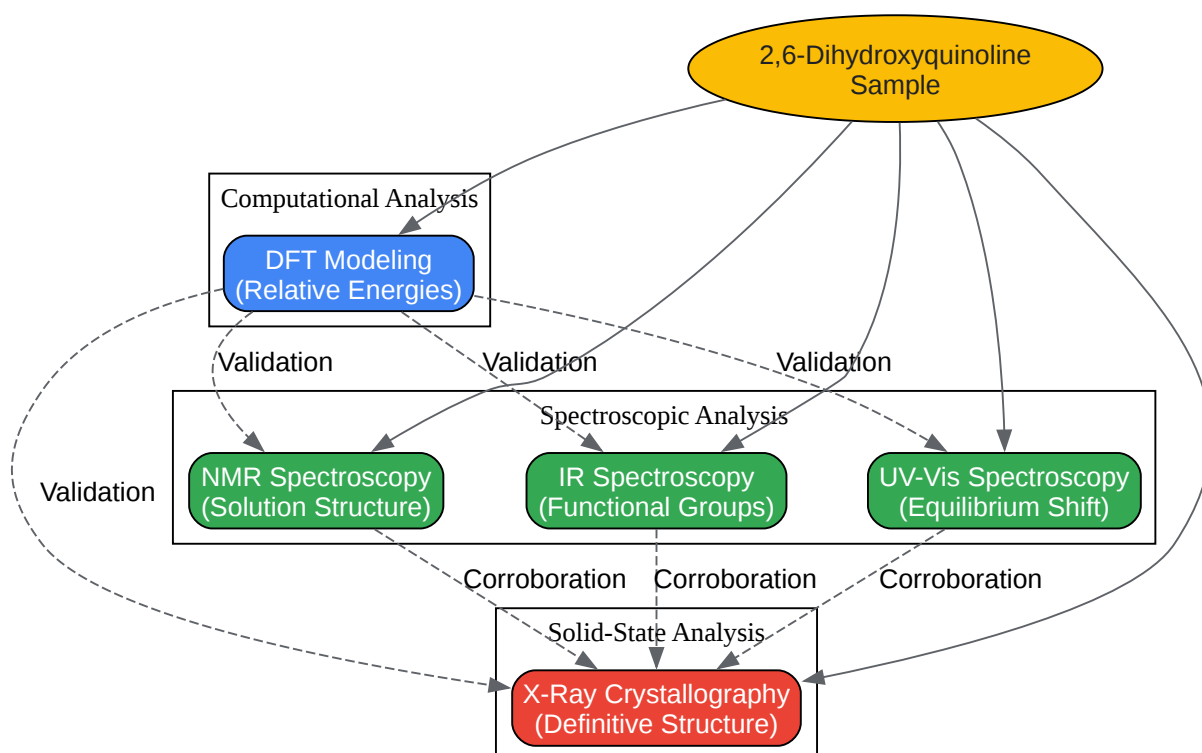 2,6-Dihydroxyquinoline
Sample
Computational Analysis
DFT Modeling
(Relative Energies)
Validation
Validation
Validation
Spectroscopic Analysis
NMR Spectroscopy
(Solution Structure)
IR Spectroscopy
(Functional Groups)
UV-Vis Spectroscopy
(Equilibrium Shift)
Validation
Corroboration
Corroboration
Corroboration
Solid-State Analysis
X-Ray Crystallography
(Definitive Structure)